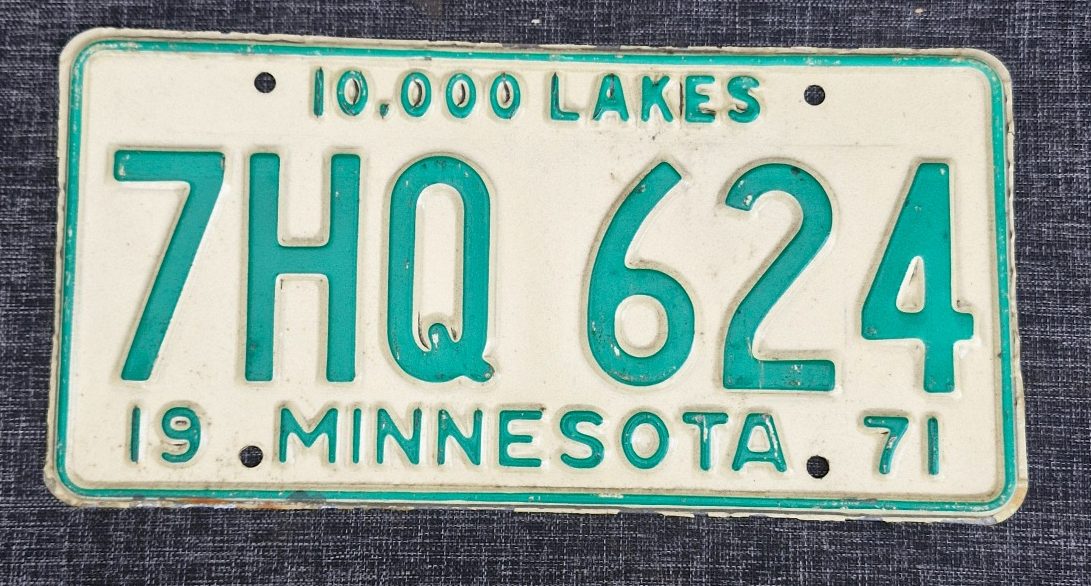 10,000 LAKES
7HQ 624
19 MINNESOTA 71